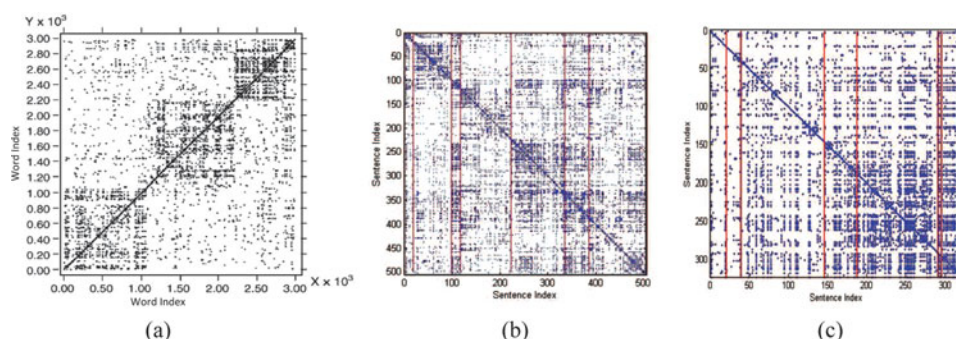 Y x 10³
3.00
2.80
2.60
2.40
2.20
2.00
1.80
1.60
1.40
1.20
1.00
0.80
0.60
0.40
0.20
0.00
Word Index
0.00 0.50 1.00 1.50 2.00 2.50 3.00 X x 10³
Word Index
(a)
0
50
100
150
200
250
300
350
400
450
500
Sentence Index
0 100 200 300 400 500
Sentence Index
(b)
0
50
100
150
200
250
300
Sentence Index
0 50 100 150 200 250 300
Sentence Index
(c)